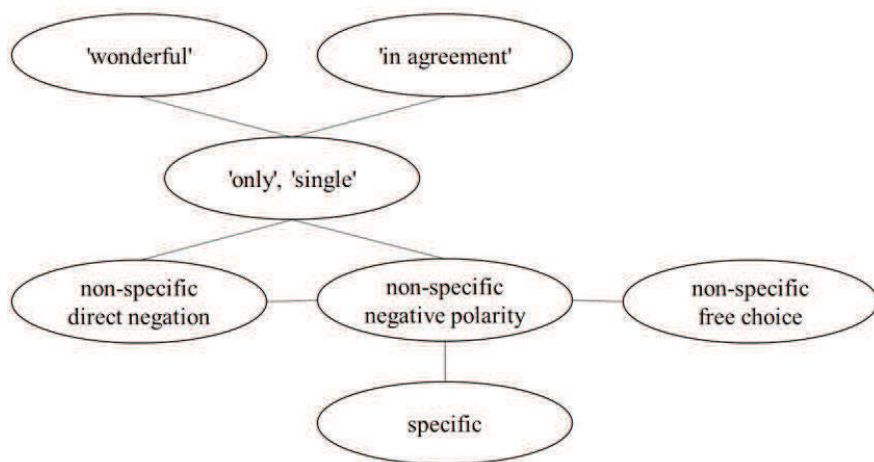 'wonderful'
'in agreement'
'only', 'single'
non-specific
direct negation
non-specific
negative polarity
non-specific
free choice
specific